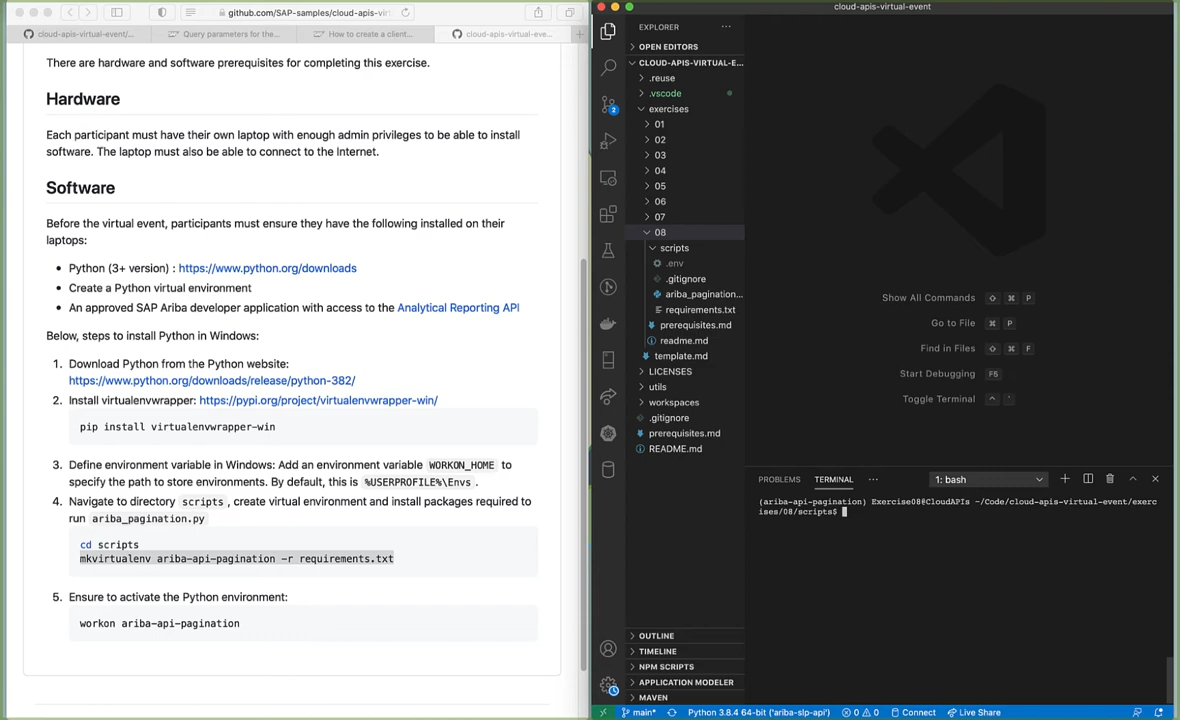 github.com/SAP-samples/cloud-apis-vir
cloud-apis-virtual-event/...
Query parameters for the...
How to create a client...
cloud-apis-virtual-eve...
There are hardware and software prerequisites for completing this exercise.
Hardware
Each participant must have their own laptop with enough admin privileges to be able to install
software. The laptop must also be able to connect to the Internet.
Software
Before the virtual event, participants must ensure they have the following installed on their
laptops:
• Python (3+ version) : https://www.python.org/downloads
• Create a Python virtual environment
• An approved SAP Ariba developer application with access to the Analytical Reporting API
Below, steps to install Python in Windows:
1. Download Python from the Python website:
https://www.python.org/downloads/release/python-382/
2. Install virtualenvwrapper: https://pypi.org/project/virtualenvwrapper-win/
pip install virtualenvwrapper-win
3. Define environment variable in Windows: Add an environment variable WORKON_HOME to
specify the path to store environments. By default, this is %USERPROFILE%\Envs .
4. Navigate to directory scripts , create virtual environment and install packages required to
run ariba_pagination.py
cd scripts
mkvirtualenv ariba-api-pagination -r requirements.txt
5. Ensure to activate the Python environment:
workon ariba-api-pagination
cloud-apis-virtual-event
EXPLORER ...
OPEN EDITORS
CLOUD-APIS-VIRTUAL-E...
.reuse
.vscode
exercises
01
02
03
04
05
06
07
08
scripts
.env
.gitignore
ariba_pagination...
requirements.txt
prerequisites.md
readme.md
template.md
LICENSES
utils
workspaces
.gitignore
prerequisites.md
README.md
OUTLINE
TIMELINE
NPM SCRIPTS
APPLICATION MODELER
MAVEN
2
Show All Commands ⇧ ⌘ P
Go to File ⌘ P
Find in Files ⇧ ⌘ F
Start Debugging F5
Toggle Terminal ^ `
PROBLEMS TERMINAL ... 1: bash
(ariba-api-pagination) Exercise08@CloudAPIs ~/Code/cloud-apis-virtual-event/exerc
ises/08/scripts$
main* Python 3.8.4 64-bit ('ariba-slp-api') 0 0 Connect Live Share